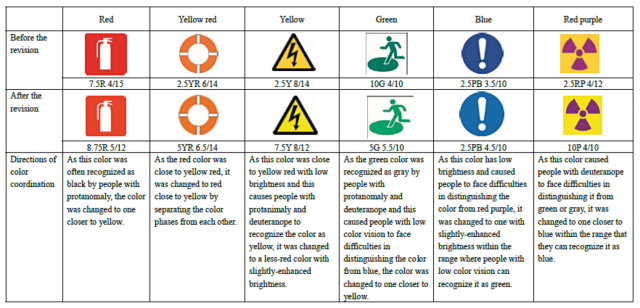 Red
Yellow red
Yellow
Green
Blue
Red purple
Before the
revision
7.5R 4/15
2.5YR 6/14
2.5Y 8/14
10G 4/10
2.5PB 3.5/10
2.5RP 4/12
After the
revision
8.75R 5/12
5YR 6.5/14
7.5Y 8/12
5G 5.5/10
2.5PB 4.5/10
10P 4/10
Directions of
color
coordination
As this color was
often recognized as
black by people with
protanomaly, the color
was changed to one
closer to yellow.
As the red color was
close to yellow red, it
was changed to red
close to yellow by
separating the color
phases from each other.
As this color was close
to yellow red with low
brightness and this
causes people with
protanimaly and
deuteranope to
recognize the color as
yellow, it was changed
to a less-red color with
slightly-enhanced
brightness.
As the green color was
recognized as gray by
people with
protanomaly and
deuteranope and this
caused people with low
color vision to face
difficulties in
distinguishing the color
from blue, the color was
changed to one closer to
yellow.
As this color has low
brightness and caused
people to face difficulties
in distinguishing the
color from red purple, it
was changed to one with
slightly-enhanced
brightness within the
range where people with
low color vision can
recognize it as green.
As this color caused
people with deuteranope
to face difficulties in
distinguishing it from
green or gray, it was
changed to one closer to
blue within the range that
they can recognize it as
blue.